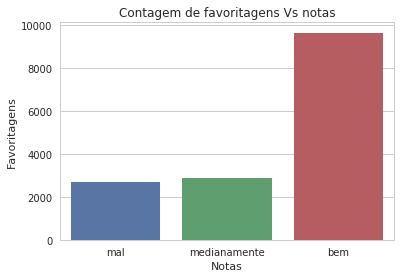 Contagem de favoritagens Vs notas
10000
8000
6000
4000
2000
0
Favoritagens
mal medianamente bem
Notas